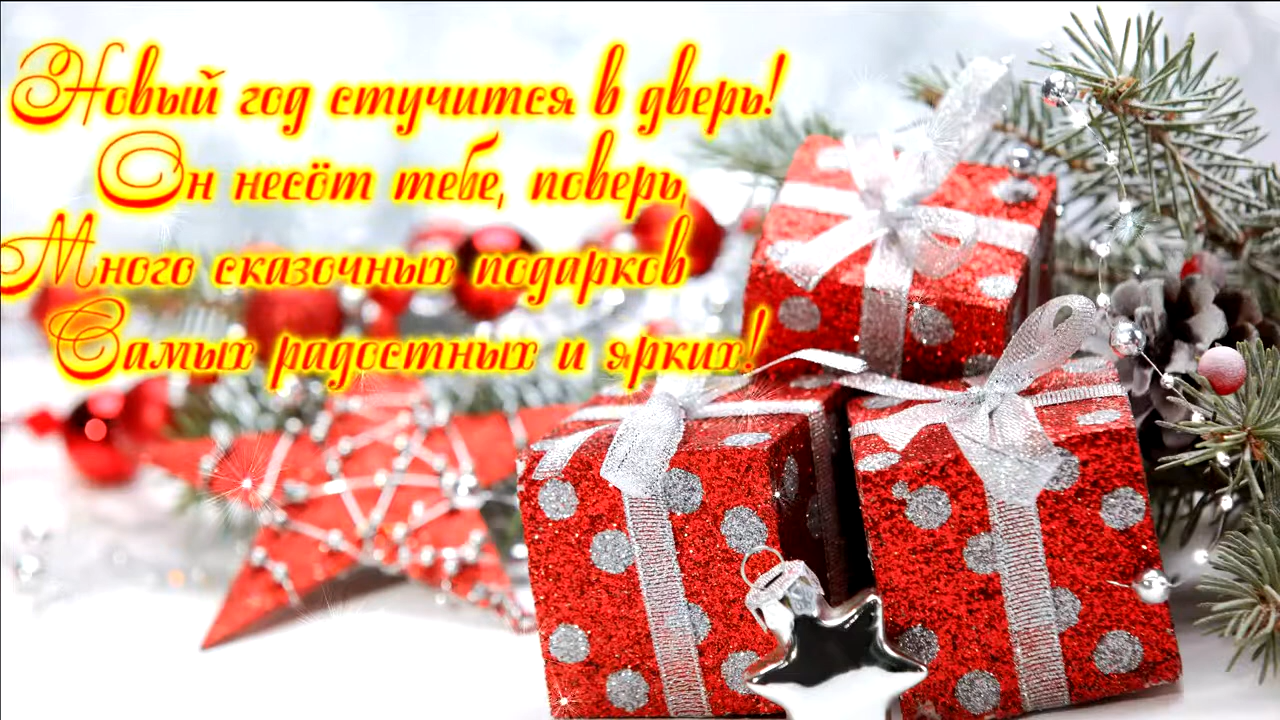 Новый год стучится в дверь!
Он несёт тебе, поверь,
Много сказочных подарков
Самых радостных и ярких!